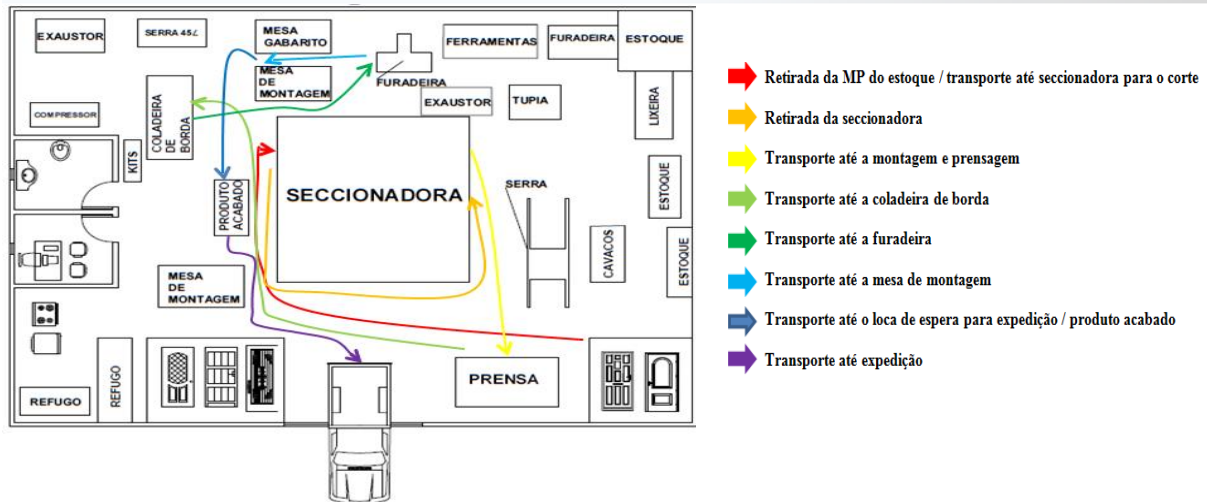 EXAUSTOR
SERRA 45∠
MESA
GABARITO
FERRAMENTAS
FURADEIRA
ESTOQUE
MESA
DE
MONTAGEM
FURADEIRA
EXAUSTOR
TUPIA
LIXEIRA
COMPRESSOR
COLADEIRA
DE
BORDA
KITS
PRODUTO
ACABADO
SECCIONADORA
SERRA
ESTOQUE
CAVACOS
ESTOQUE
MESA
DE
MONTAGEM
PRENSA
REFUGO
REFUGO
Retirada da MP do estoque / transporte até seccionadora para o corte
Retirada da seccionadora
Transporte até a montagem e prensagem
Transporte até a coladeira de borda
Transporte até a furadeira
Transporte até a mesa de montagem
Transporte até o loca de espera para expedição / produto acabado
Transporte até expedição